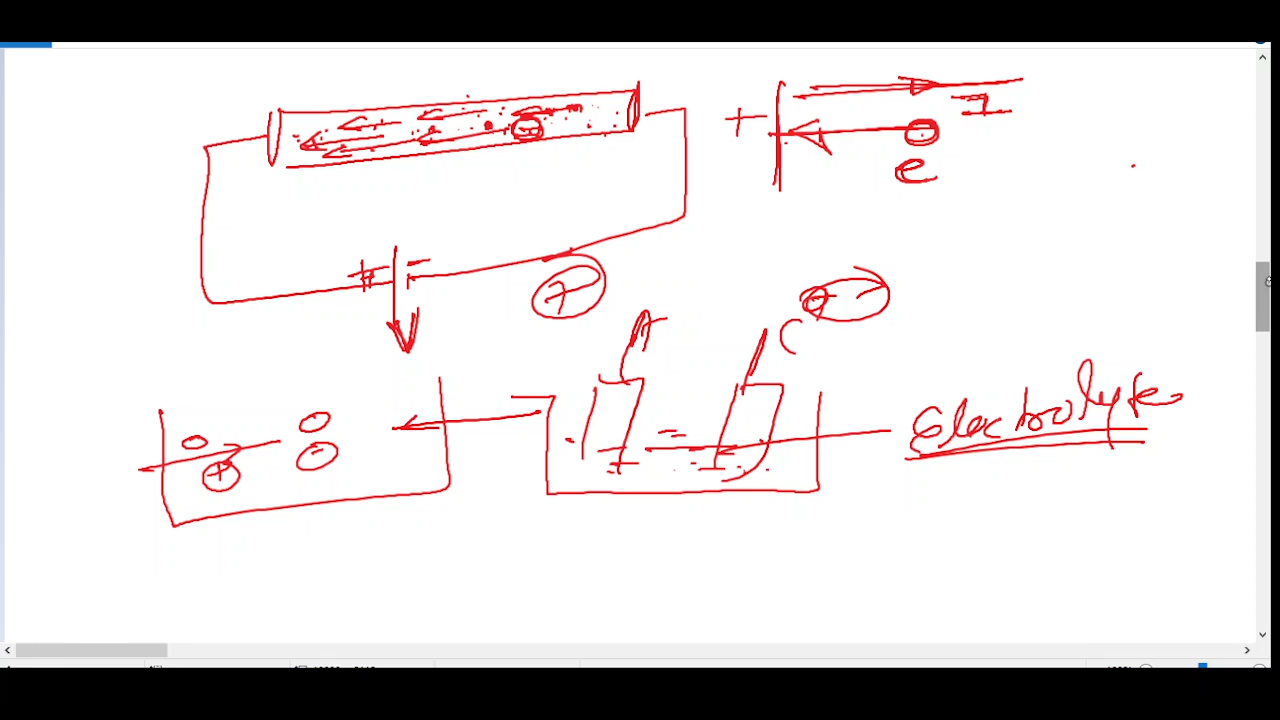 + I
e
+ -
A C
Electrolyte
+